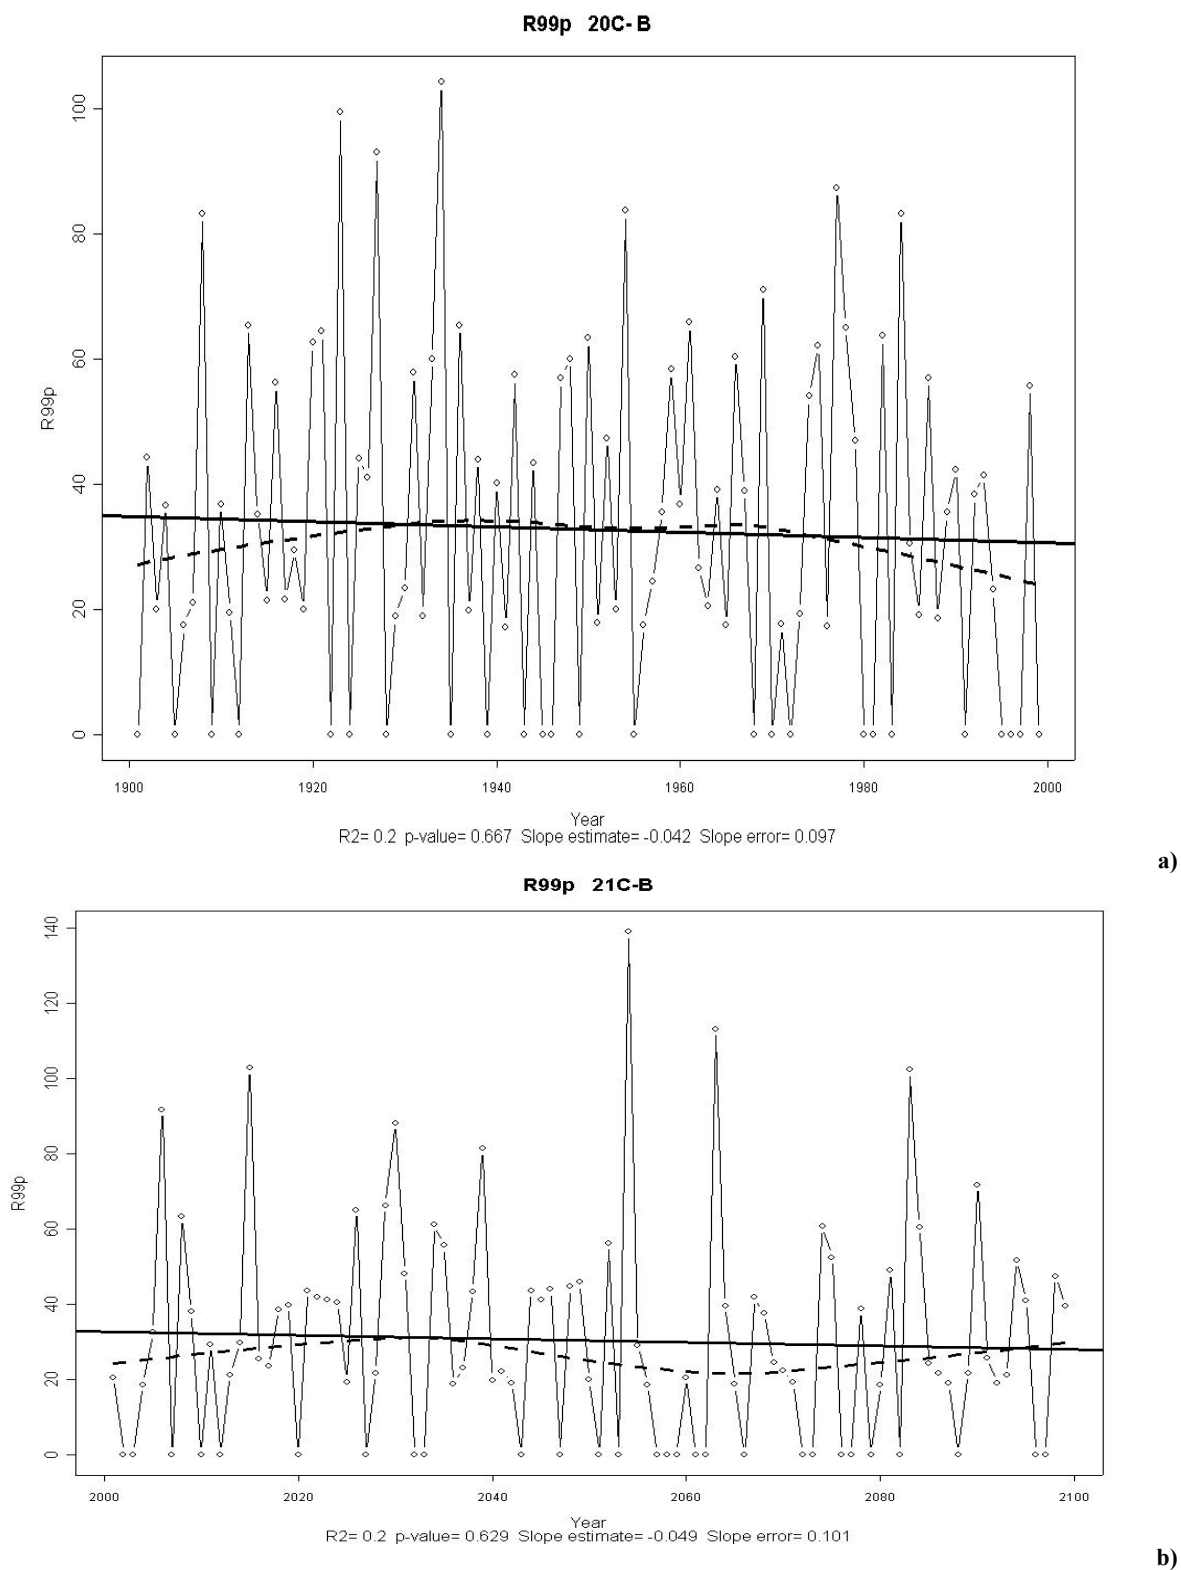 R99p 20C- B
100
80
60
40
20
0
R99p
1900 1920 1940 1960 1980 2000
Year
R2= 0.2 p-value= 0.667 Slope estimate= -0.042 Slope error= 0.097
a)
R99p 21C-B
140
120
100
80
60
40
20
0
R99p
2000 2020 2040 2060 2080 2100
Year
R2= 0.2 p-value= 0.629 Slope estimate= -0.049 Slope error= 0.101
b)